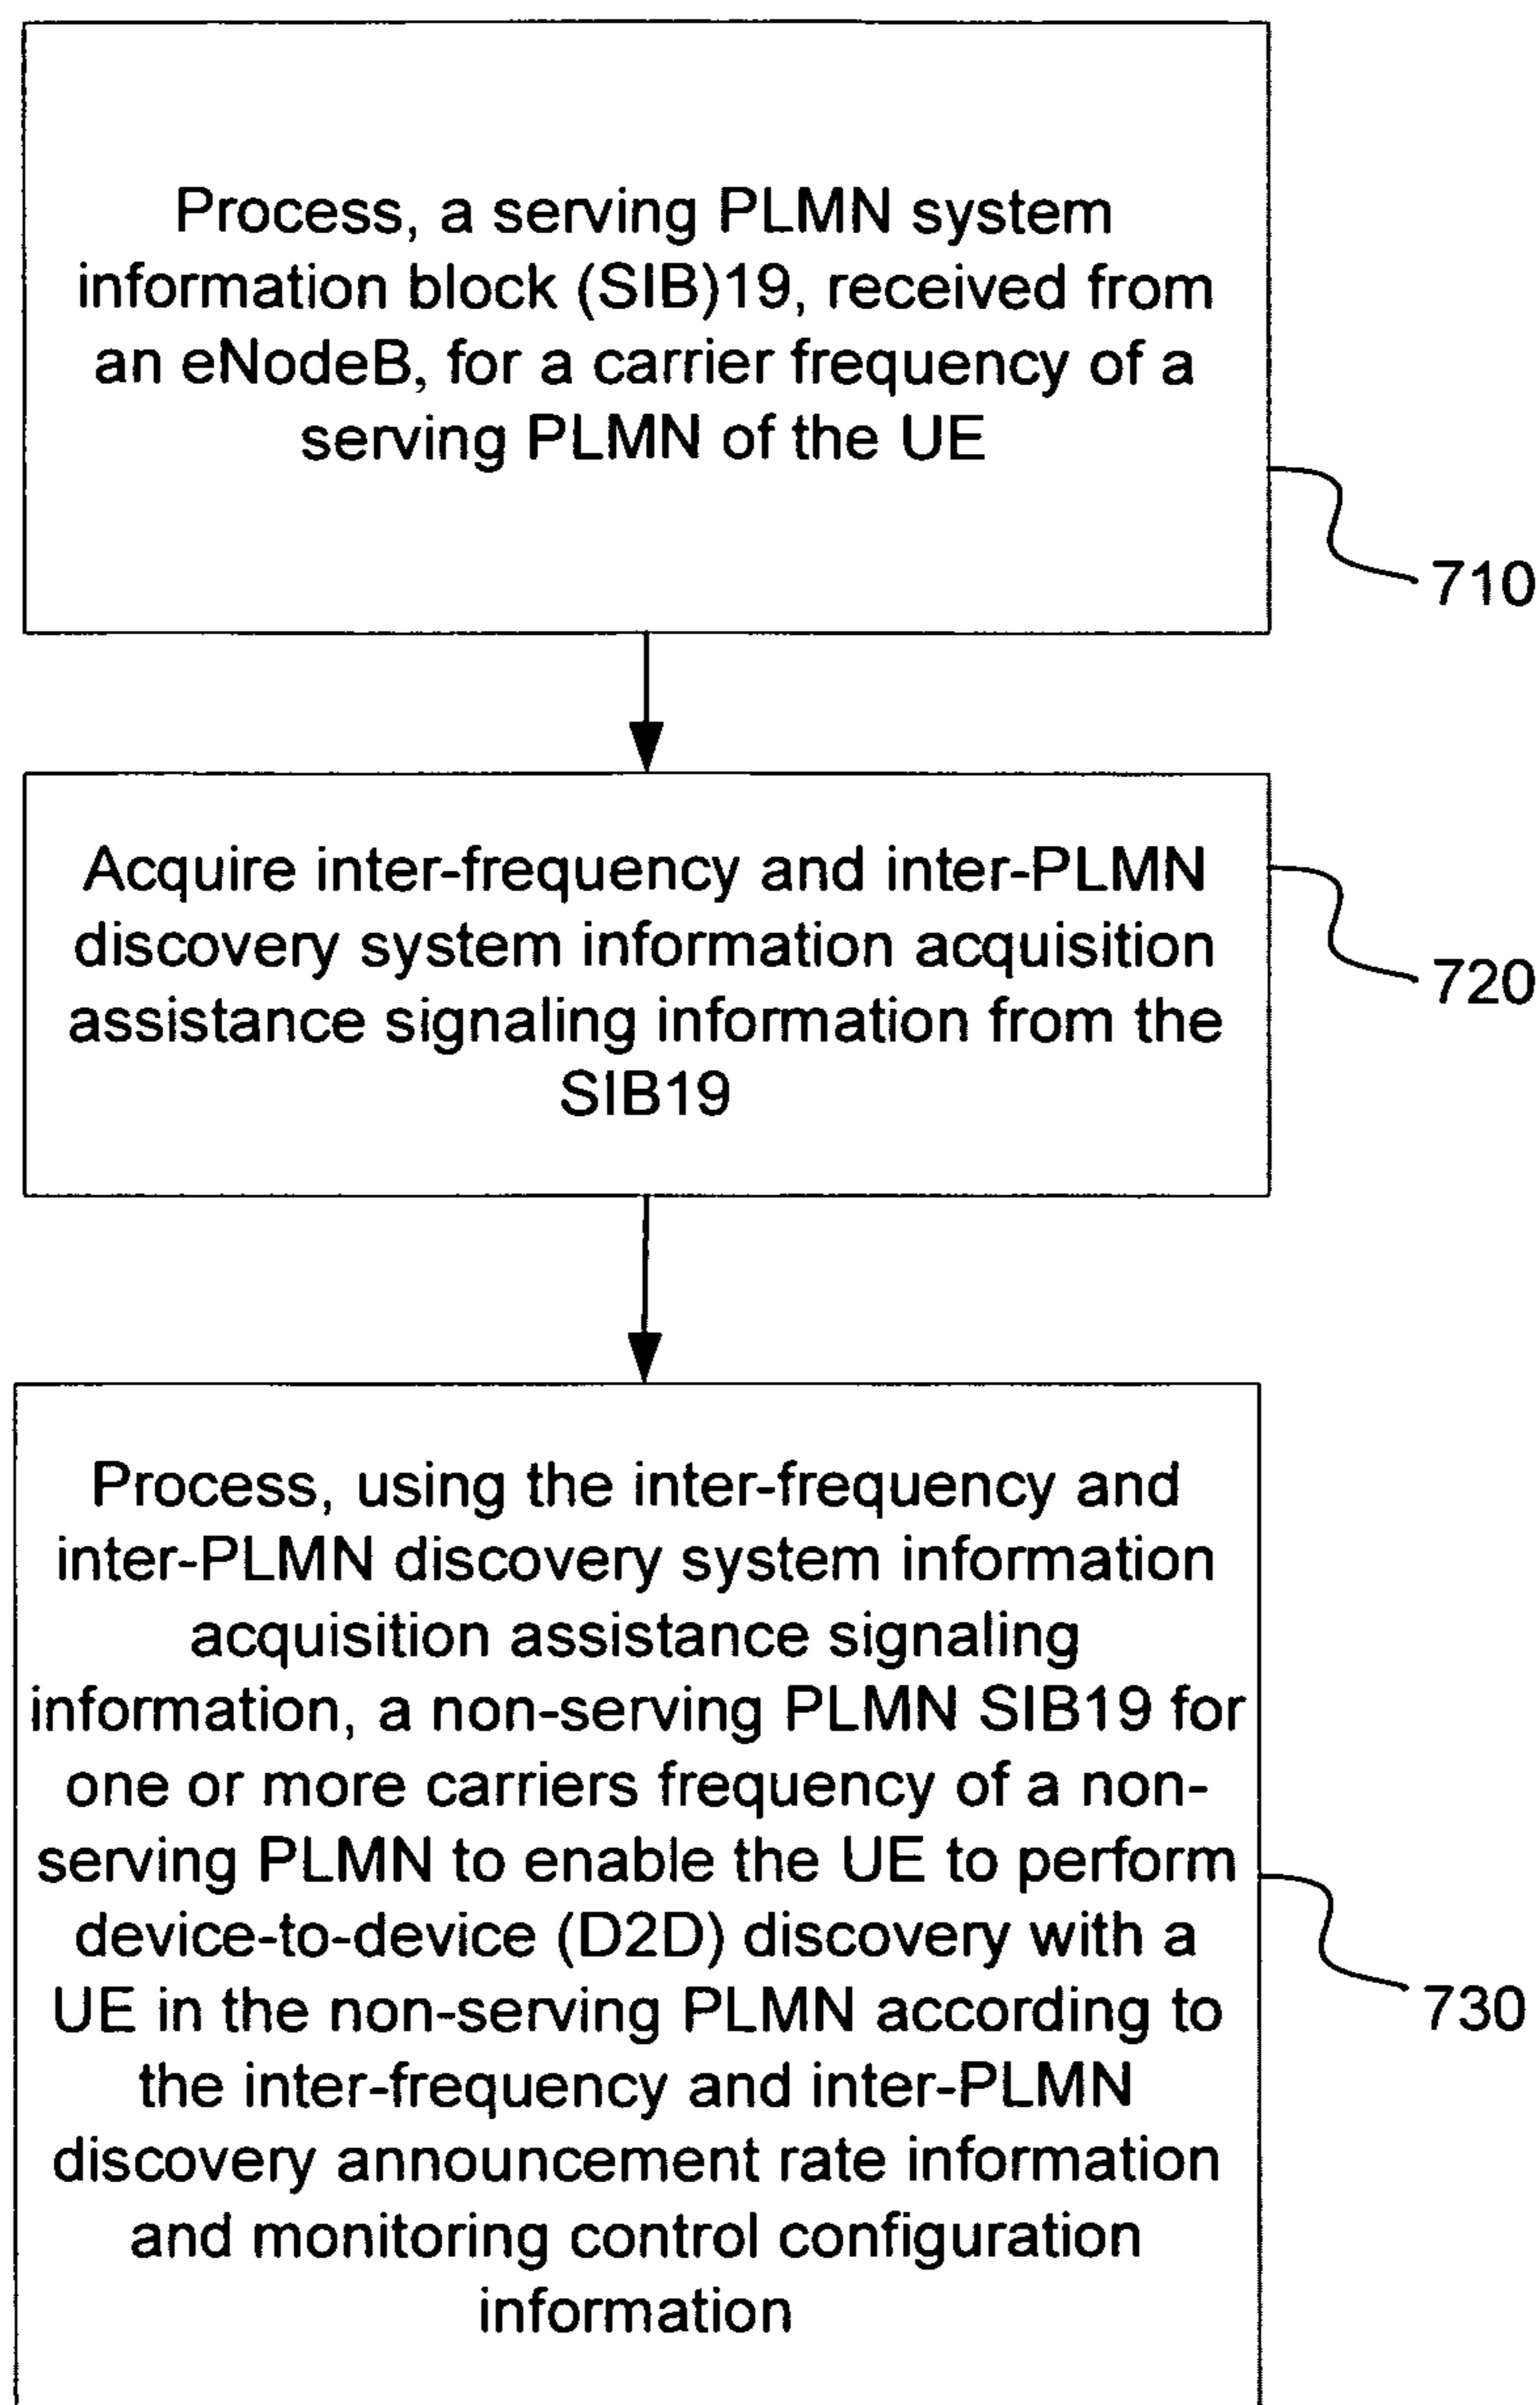 Process, a serving PLMN system
information block (SIB)19, received from
an eNodeB, for a carrier frequency of a
serving PLMN of the UE
710
Acquire inter-frequency and inter-PLMN
discovery system information acquisition
assistance signaling information from the
SIB19
720
Process, using the inter-frequency and
inter-PLMN discovery system information
acquisition assistance signaling
information, a non-serving PLMN SIB19 for
one or more carriers frequency of a non-
serving PLMN to enable the UE to perform
device-to-device (D2D) discovery with a
UE in the non-serving PLMN according to
the inter-frequency and inter-PLMN
discovery announcement rate information
and monitoring control configuration
information
730